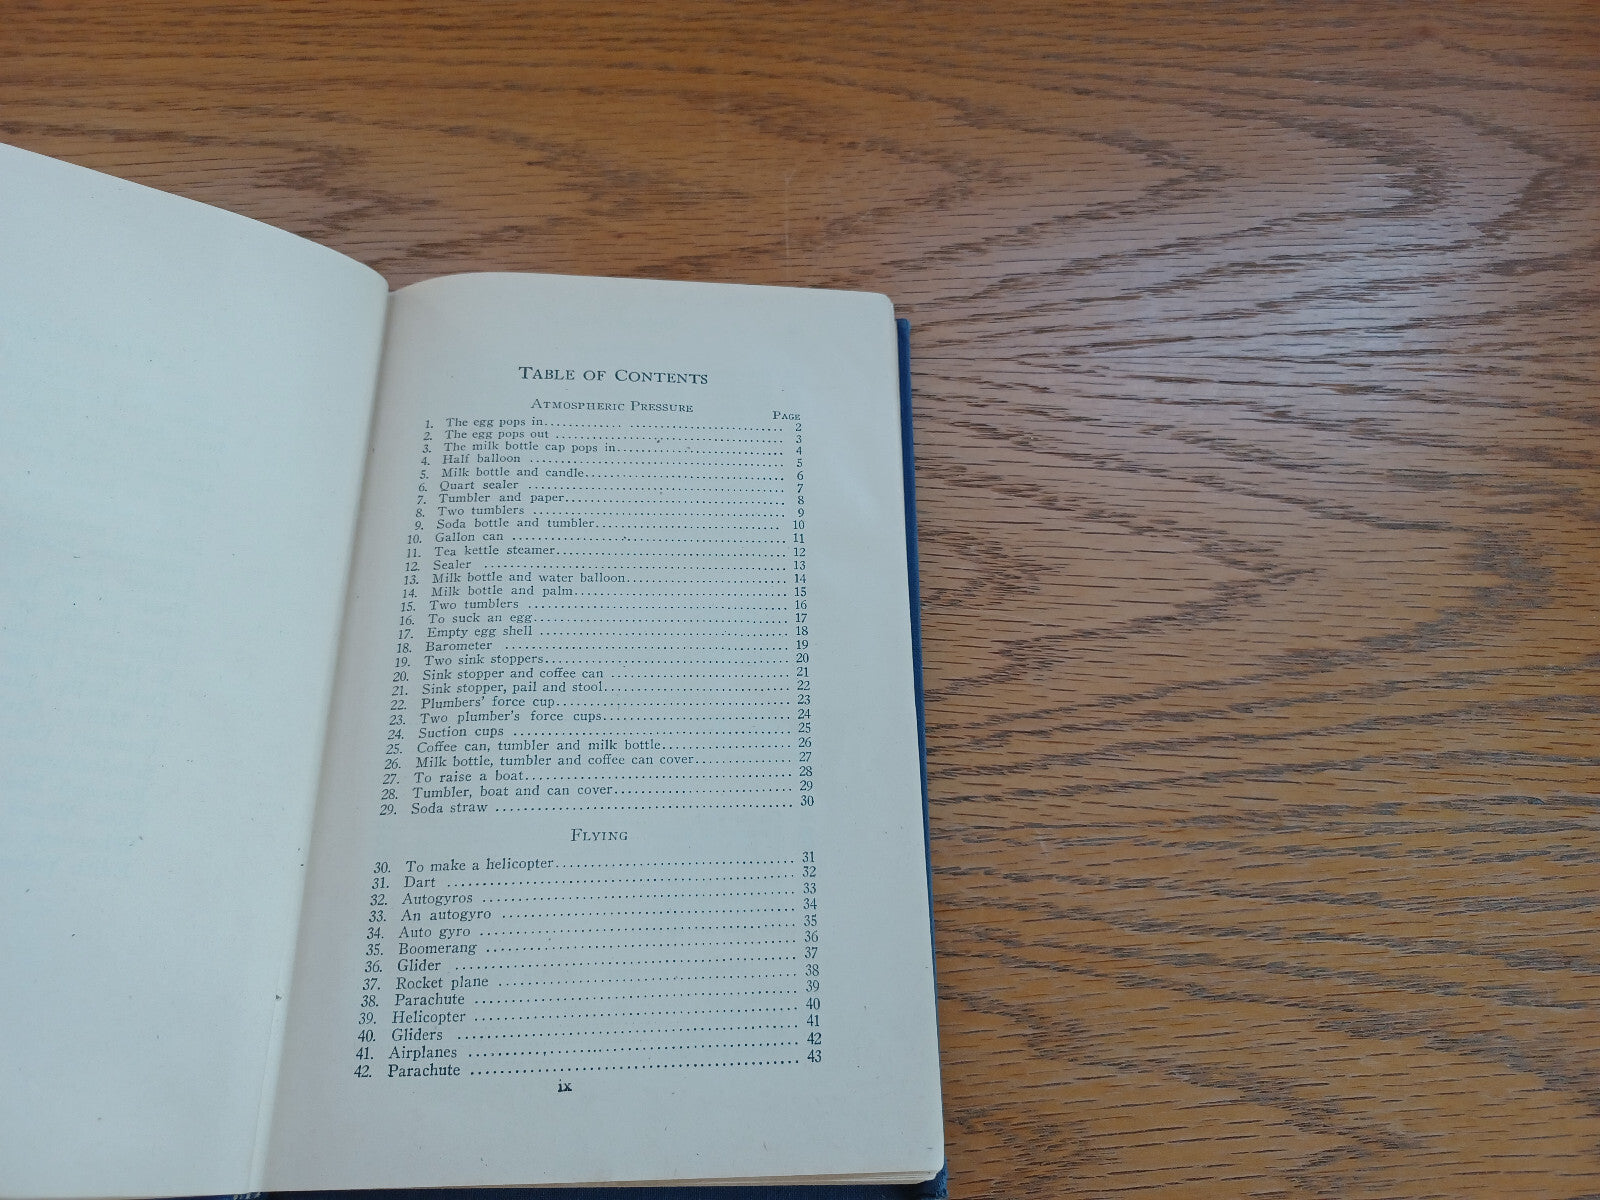 TABLE OF CONTENTS
ATMOSPHERIC PRESSURE
PAGE
1. The egg pops in 2
2. The egg pops out 3
3. The milk bottle cap pops in 4
4. Half balloon 5
5. Milk bottle and candle 6
6. Quart sealer 7
7. Tumbler and paper 8
8. Two tumblers 9
9. Soda bottle and tumbler 10
10. Gallon can 11
11. Tea kettle steamer 12
12. Sealer 13
13. Milk bottle and water balloon 14
14. Milk bottle and palm 15
15. Two tumblers 16
16. To suck an egg 17
17. Empty egg shell 18
18. Barometer 19
19. Two sink stoppers 20
20. Sink stopper and coffee can 21
21. Sink stopper, pail and stool 22
22. Plumbers' force cup 23
23. Two plumber's force cups 24
24. Suction cups 25
25. Coffee can, tumbler and milk bottle 26
26. Milk bottle, tumbler and coffee can cover 27
27. To raise a boat 28
28. Tumbler, boat and can cover 29
29. Soda straw 30
FLYING
30. To make a helicopter 31
31. Dart 32
32. Autogyros 33
33. An autogyro 34
34. Auto gyro 35
35. Boomerang 36
36. Glider 37
37. Rocket plane 38
38. Parachute 39
39. Helicopter 40
40. Gliders 41
41. Airplanes 42
42. Parachute 43
ix